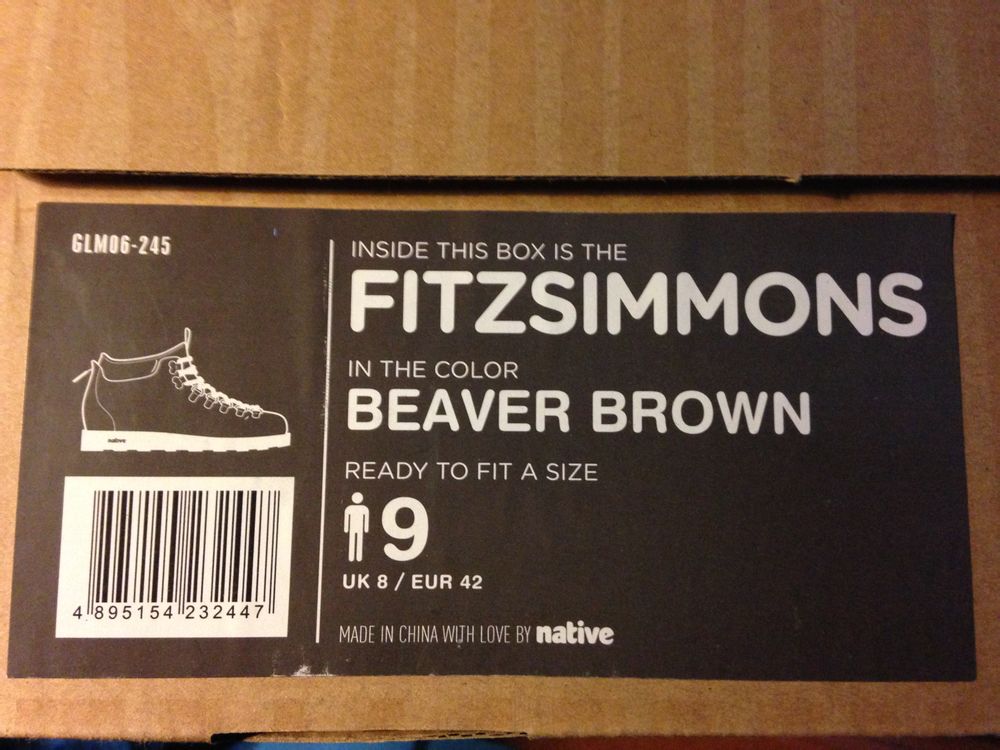 GLM06-245
native
4 895154 232447
INSIDE THIS BOX IS THE
FITZSIMMONS
IN THE COLOR
BEAVER BROWN
READY TO FIT A SIZE
9
UK 8 / EUR 42
MADE IN CHINA WITH LOVE BY native